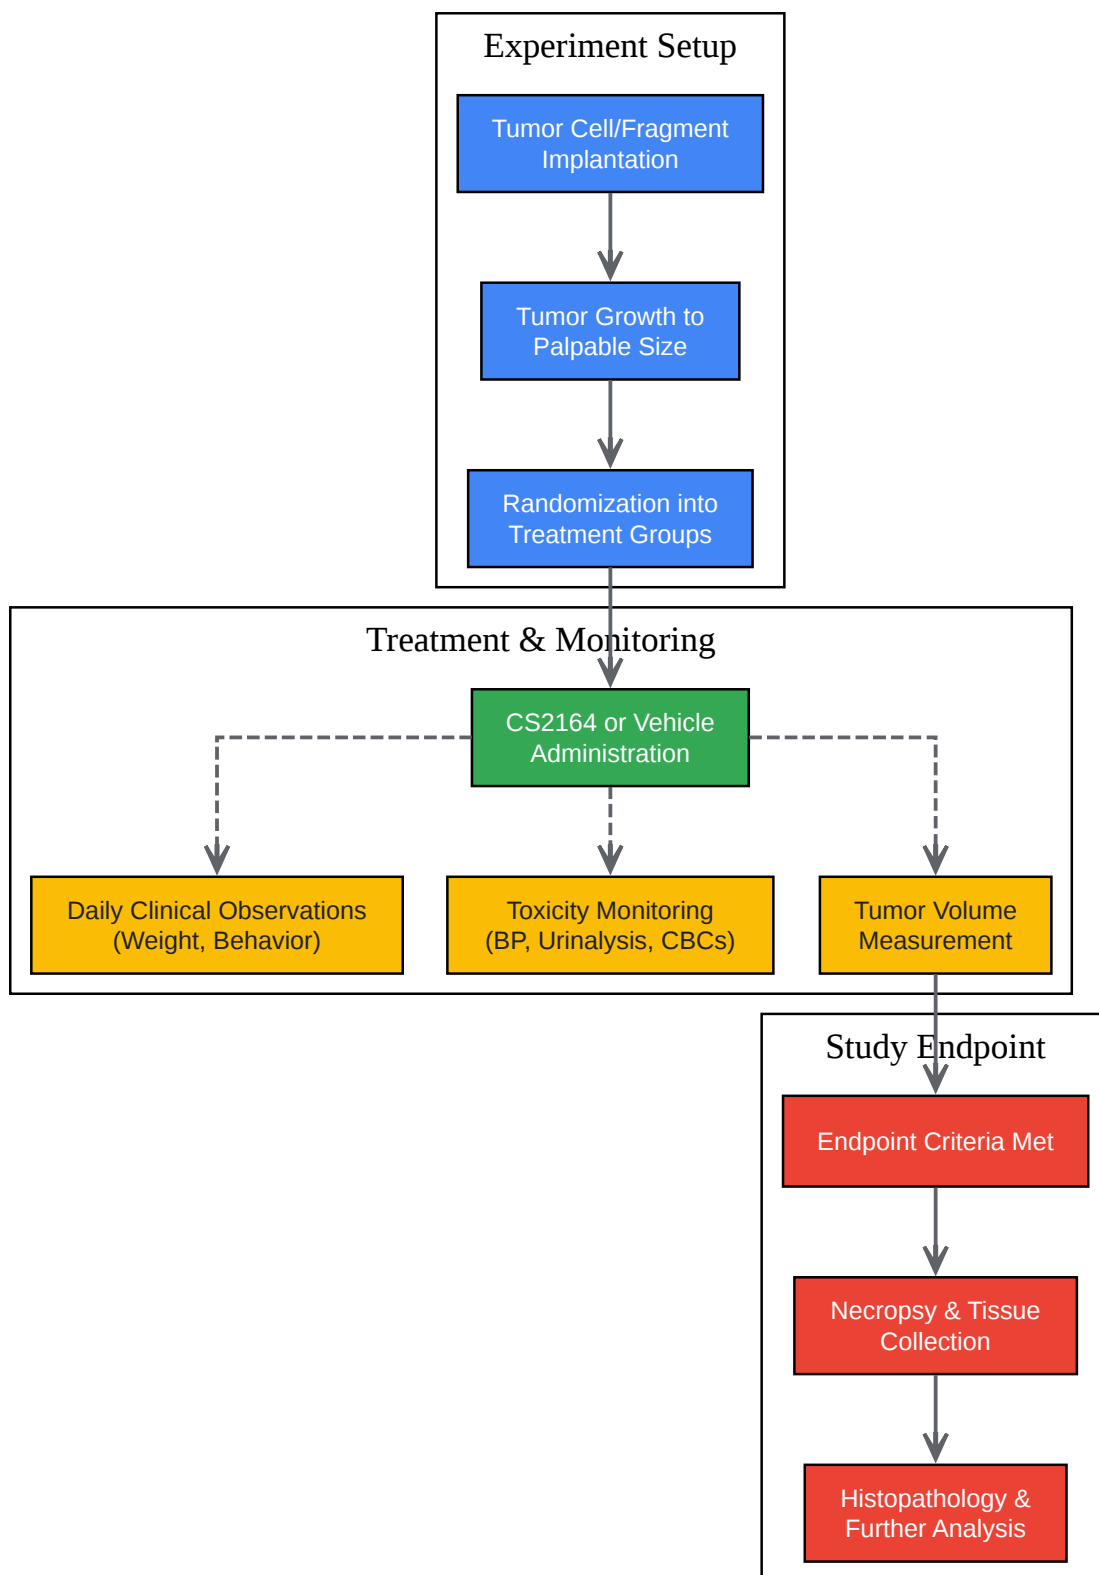 Experiment Setup
Tumor Cell/Fragment
Implantation
Tumor Growth to
Palpable Size
Randomization into
Treatment Groups
Treatment & Monitoring
CS2164 or Vehicle
Administration
Daily Clinical Observations
(Weight, Behavior)
Toxicity Monitoring
(BP, Urinalysis, CBCs)
Tumor Volume
Measurement
Study Endpoint
Endpoint Criteria Met
Necropsy & Tissue
Collection
Histopathology &
Further Analysis